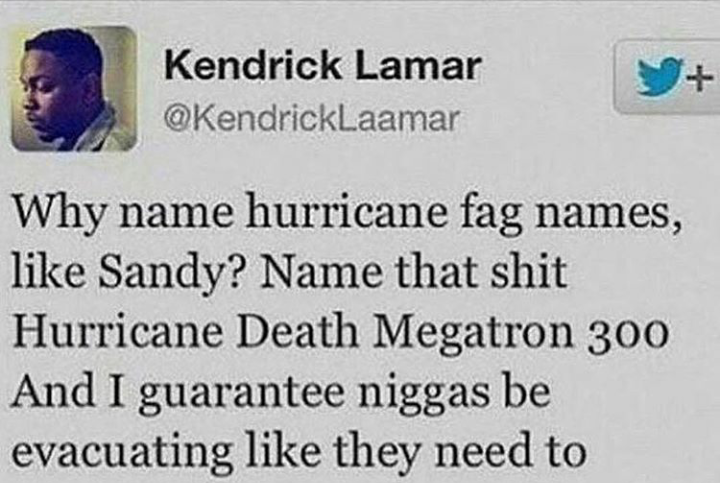 Kendrick Lamar
@KendrickLaamar
Why name hurricane fag names,
like Sandy? Name that shit
Hurricane Death Megatron 300
And I guarantee niggas be
evacuating like they need to